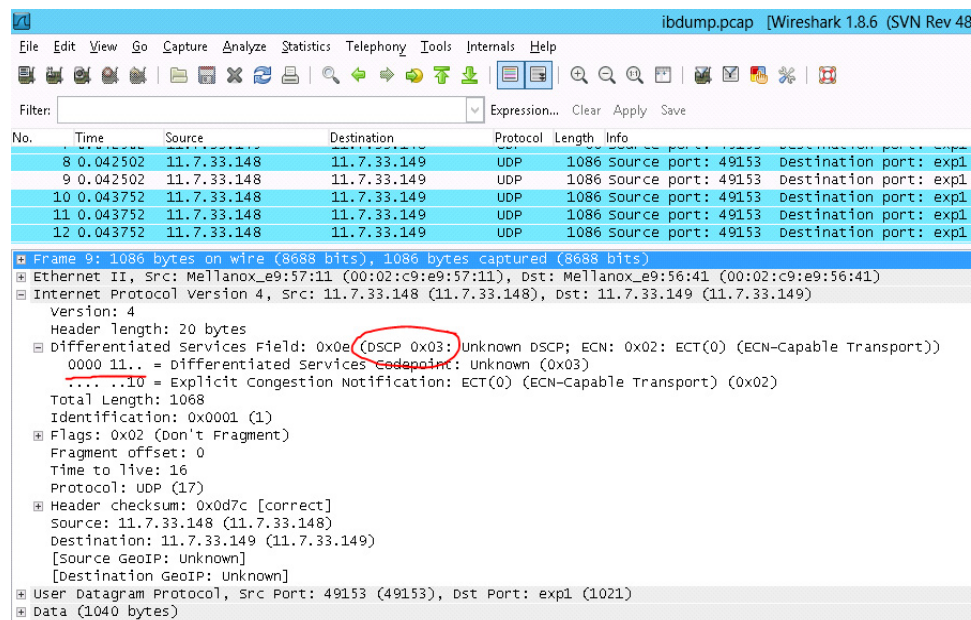 ibdump.pcap [Wireshark 1.8.6 (SVN Rev 48
File Edit View Go Capture Analyze Statistics Telephony Tools Internals Help
Filter: Expression... Clear Apply Save
No. Time Source Destination Protocol Length Info
8 0.042502 11.7.33.148 11.7.33.149 UDP 1086 Source port: 49153 Destination port: exp1
9 0.042502 11.7.33.148 11.7.33.149 UDP 1086 Source port: 49153 Destination port: exp1
10 0.043752 11.7.33.148 11.7.33.149 UDP 1086 Source port: 49153 Destination port: exp1
11 0.043752 11.7.33.148 11.7.33.149 UDP 1086 Source port: 49153 Destination port: exp1
12 0.043752 11.7.33.148 11.7.33.149 UDP 1086 Source port: 49153 Destination port: exp1
Frame 9: 1086 bytes on wire (8688 bits), 1086 bytes captured (8688 bits)
Ethernet II, Src: Mellanox_e9:57:11 (00:02:c9:e9:57:11), Dst: Mellanox_e9:56:41 (00:02:c9:e9:56:41)
Internet Protocol Version 4, Src: 11.7.33.148 (11.7.33.148), Dst: 11.7.33.149 (11.7.33.149)
Version: 4
Header length: 20 bytes
Differentiated Services Field: 0x0e (DSCP 0x03: Unknown DSCP; ECN: 0x02: ECT(0) (ECN-Capable Transport))
0000 11.. = Differentiated Services Codepoint: Unknown (0x03)
.... ..10 = Explicit Congestion Notification: ECT(0) (ECN-Capable Transport) (0x02)
Total Length: 1068
Identification: 0x0001 (1)
Flags: 0x02 (Don't Fragment)
Fragment offset: 0
Time to live: 16
Protocol: UDP (17)
Header checksum: 0x0d7c [correct]
Source: 11.7.33.148 (11.7.33.148)
Destination: 11.7.33.149 (11.7.33.149)
[Source GeoIP: Unknown]
[Destination GeoIP: Unknown]
User Datagram Protocol, Src Port: 49153 (49153), Dst Port: exp1 (1021)
Data (1040 bytes)